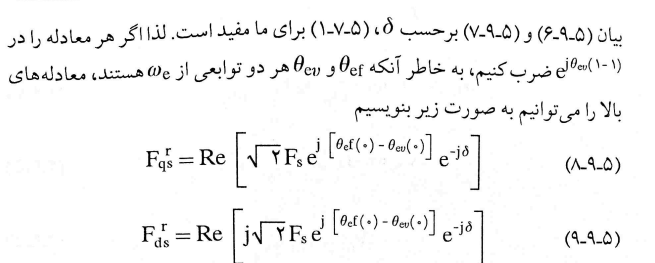 بیان (۵-۹-۶) و (۵-۹-۷) برحسب δ، (۵-۷-۱) برای ما مفید است. لذا اگر هر معادله را در
e^{jθ_{ev}(۱-۱)} ضرب کنیم، به خاطر آنکه θ_{ef} و θ_{ev} هر دو توابعی از ω_e هستند، معادله‌های
بالا را می‌توانیم به صورت زیر بنویسیم
F_{qs}^{r} = Re [√۲ F_s e^{j[θ_{ef}(۰) - θ_{ev}(۰)]} e^{-jδ}] (۵-۹-۸)
F_{ds}^{r} = Re [j√۲ F_s e^{j[θ_{ef}(۰) - θ_{ev}(۰)]} e^{-jδ}] (۵-۹-۹)